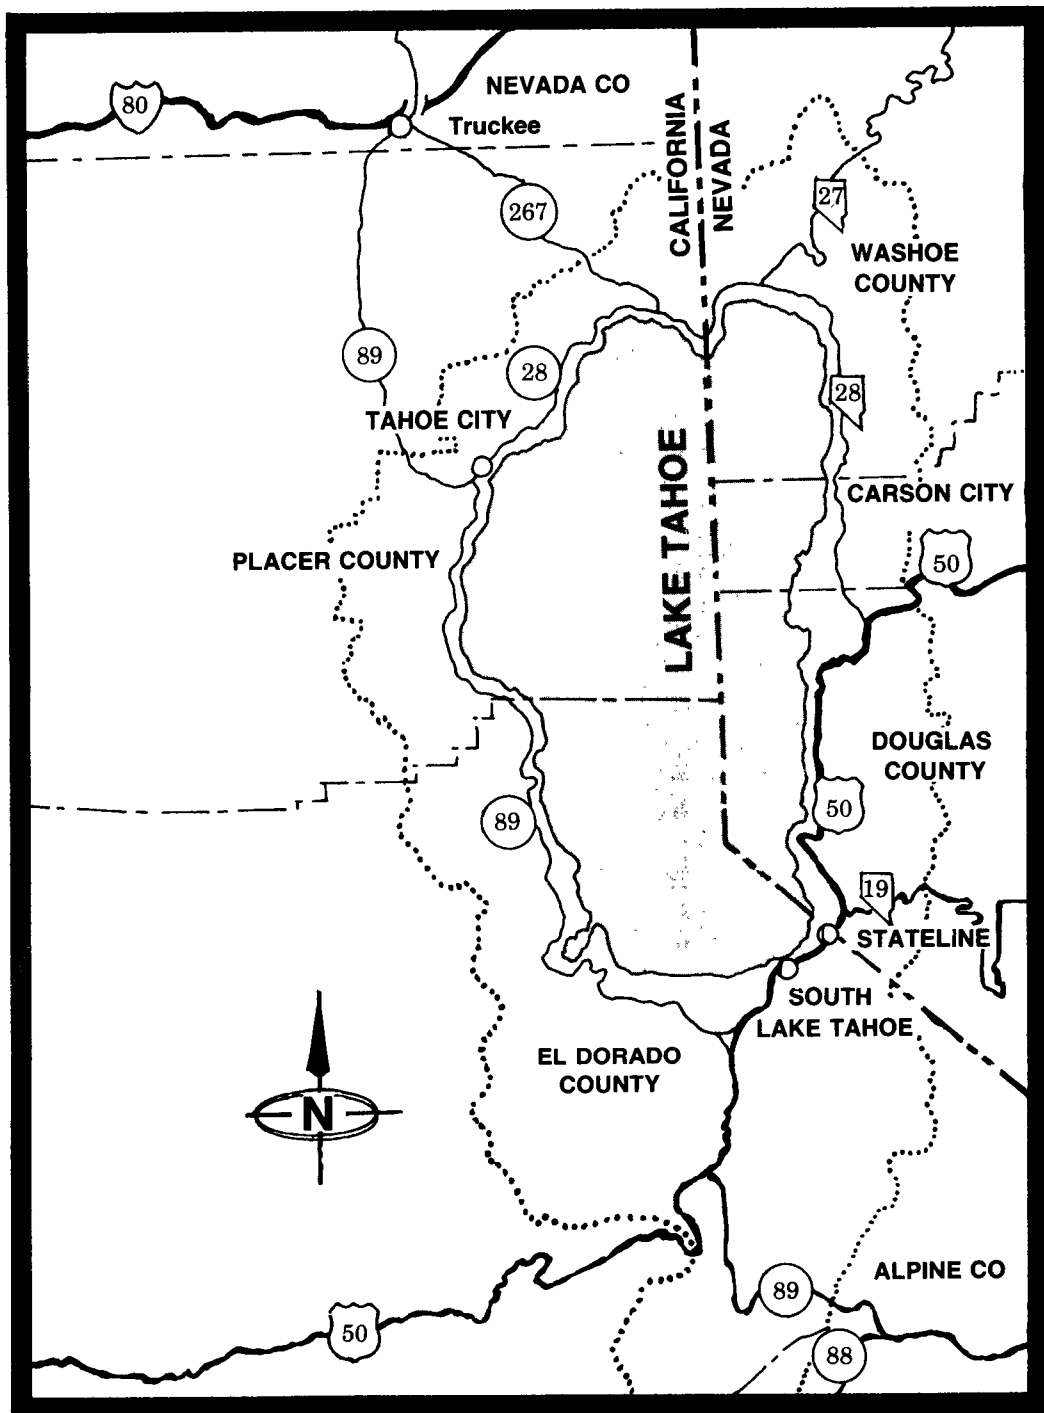 80
NEVADA CO
Truckee
CALIFORNIA
NEVADA
267
27
WASHOE
COUNTY
89
28
28
TAHOE CITY
LAKE TAHOE
CARSON CITY
PLACER COUNTY
50
DOUGLAS
COUNTY
89
50
19
STATELINE
SOUTH
LAKE TAHOE
EL DORADO
COUNTY
N
ALPINE CO
89
50
88